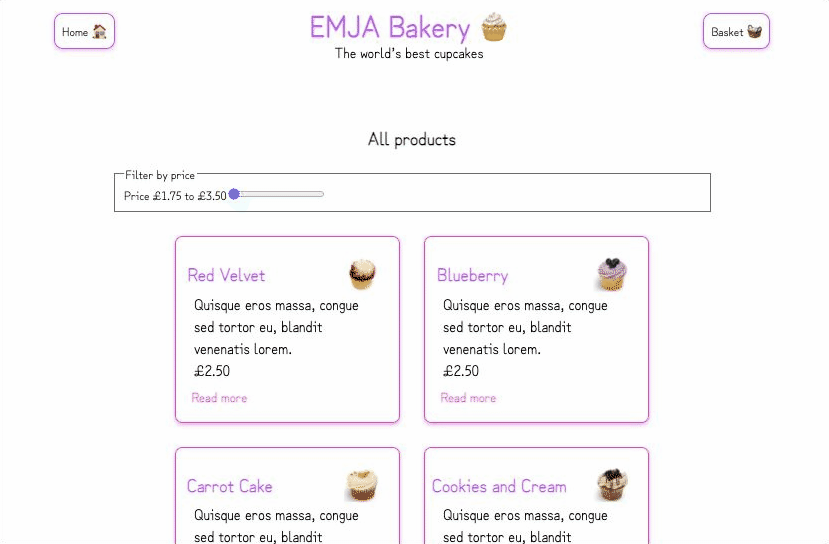 Home
EMJA Bakery
Basket
The world's best cupcakes
All products
Filter by price
Price £1.75 to £3.50
Red Velvet
Quisque eros massa, congue
sed tortor eu, blandit
venenatis lorem.
£2.50
Read more
Blueberry
Quisque eros massa, congue
sed tortor eu, blandit
venenatis lorem.
£2.50
Read more
Carrot Cake
Quisque eros massa, congue
sed tortor eu, blandit
Cookies and Cream
Quisque eros massa, congue
sed tortor eu, blandit